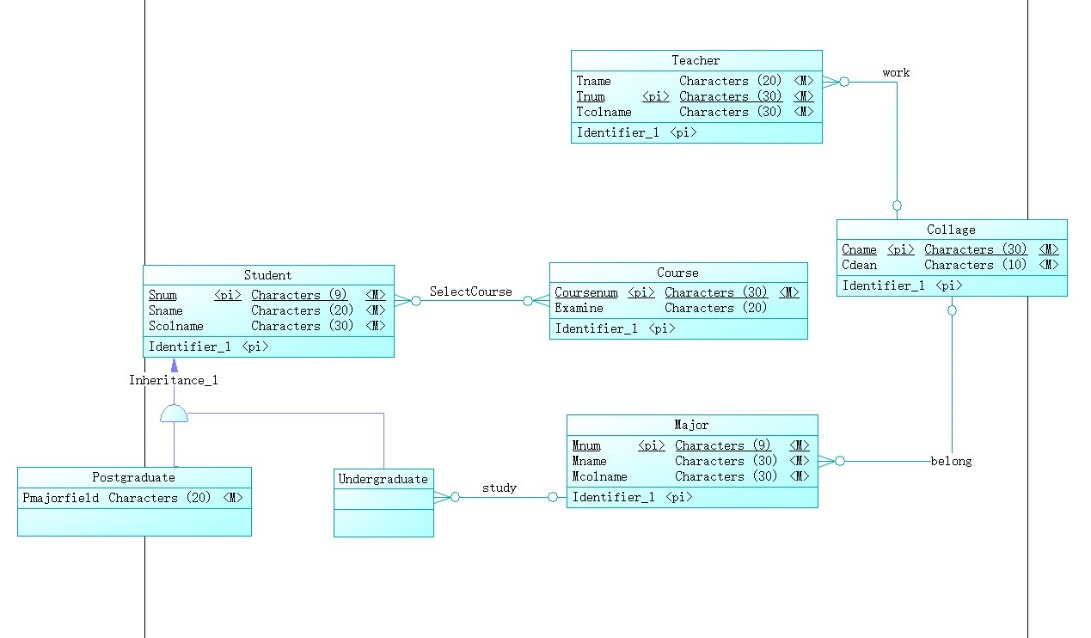 Teacher
Tname Characters (20) <M>
Tnum <pi> Characters (30) <M>
Tcolname Characters (30) <M>
Identifier_1 <pi>
work
Collage
Cname <pi> Characters (30) <M>
Cdean Characters (10) <M>
Identifier_1 <pi>
Student
Snum <pi> Characters (9) <M>
Sname Characters (20) <M>
Scolname Characters (30) <M>
Identifier_1 <pi>
SelectCourse
Course
Coursenum <pi> Characters (30) <M>
Examine Characters (20)
Identifier_1 <pi>
Inheritance_1
Major
Mnum <pi> Characters (9) <M>
Mname Characters (30) <M>
Mcolname Characters (30) <M>
Identifier_1 <pi>
belong
Postgraduate
Pmajorfield Characters (20) <M>
Undergraduate
study